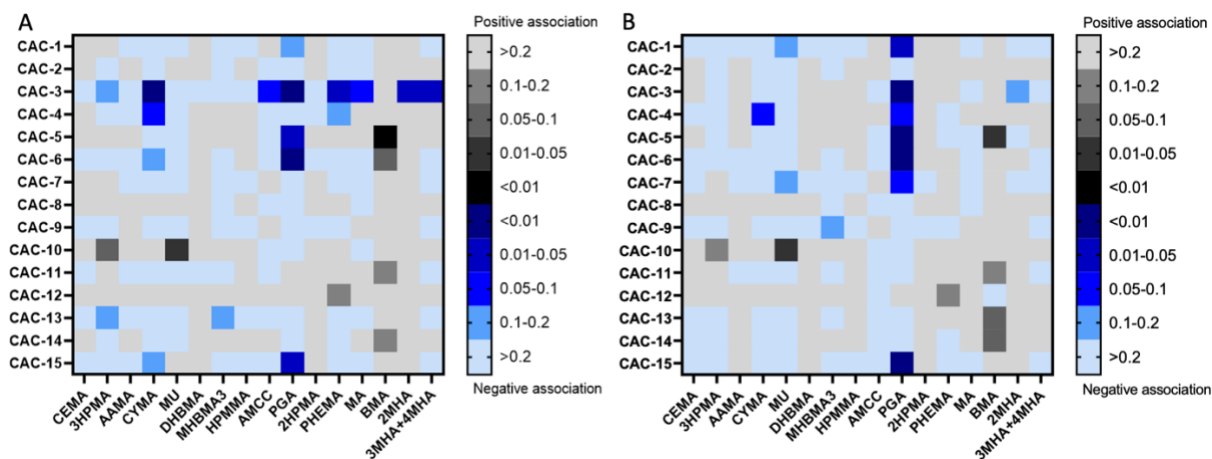 A
Positive association
CAC-1
CAC-2
CAC-3
CAC-4
CAC-5
CAC-6
CAC-7
CAC-8
CAC-9
CAC-10
CAC-11
CAC-12
CAC-13
CAC-14
CAC-15
>0.2
0.1-0.2
0.05-0.1
0.01-0.05
<0.01
<0.01
0.01-0.05
0.05-0.1
0.1-0.2
>0.2
Negative association
CEMA
3HPMA
AAMA
CYMA
MU
DHBMA
MHBMA3
HPMMA
AMCC
PGA
2HPMA
PHEMA
MA
BMA
2MHA
3MHA+4MHA
B
Positive association
CAC-1
CAC-2
CAC-3
CAC-4
CAC-5
CAC-6
CAC-7
CAC-8
CAC-9
CAC-10
CAC-11
CAC-12
CAC-13
CAC-14
CAC-15
>0.2
0.1-0.2
0.05-0.1
0.01-0.05
<0.01
<0.01
0.01-0.05
0.05-0.1
0.1-0.2
>0.2
Negative association
CEMA
3HPMA
AAMA
CYMA
MU
DHBMA
MHBMA3
HPMMA
AMCC
PGA
2HPMA
PHEMA
MA
BMA
2MHA
3MHA+4MHA